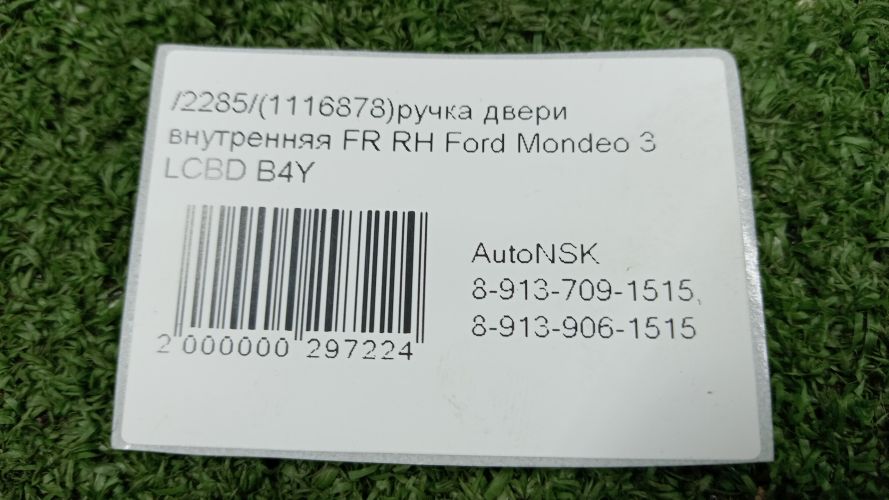 /2285/(1116878)ручка двери
внутренняя FR RH Ford Mondeo 3
LCBD B4Y
AutoNSK
8-913-709-1515,
8-913-906-1515
2 000000 297224